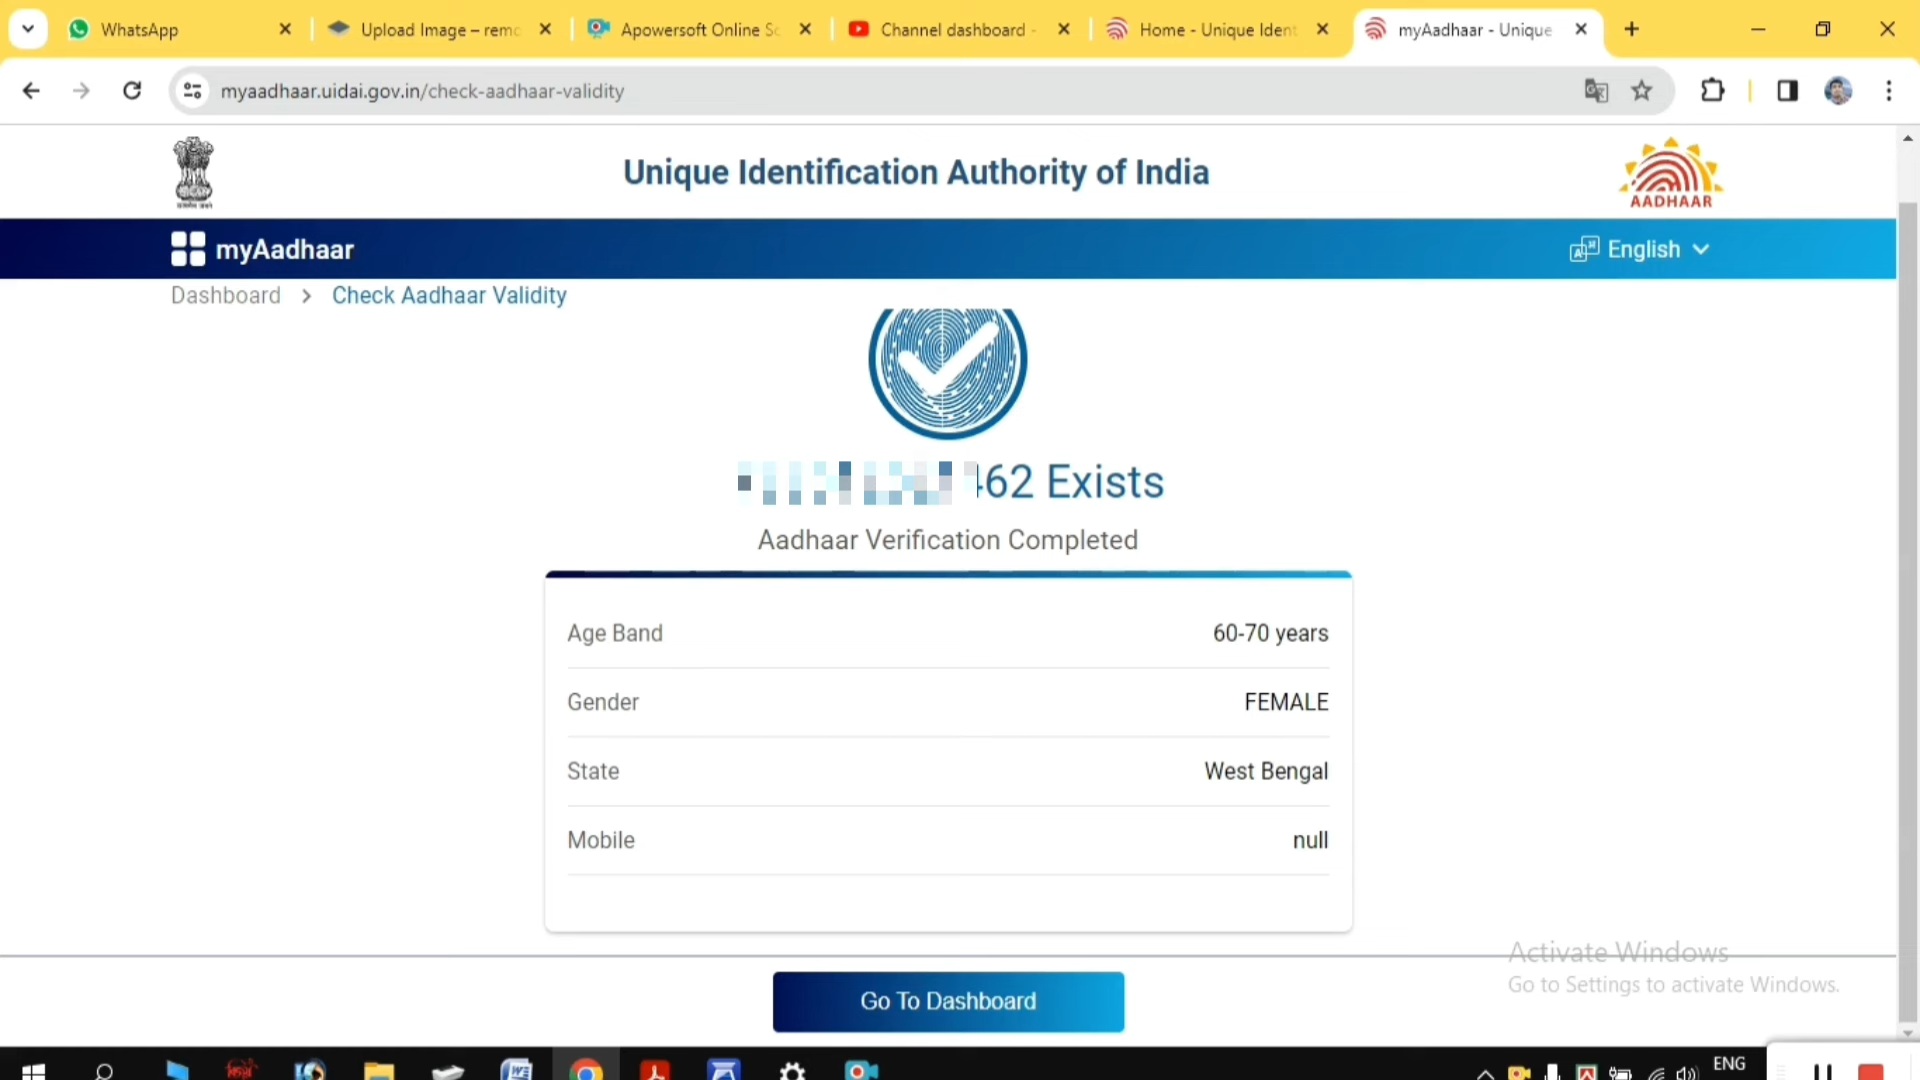 WhatsApp
Upload Image – remo
Apowersoft Online Sc
Channel dashboard -
Home - Unique Ident
myAadhaar - Unique
myaadhaar.uidai.gov.in/check-aadhaar-validity
Unique Identification Authority of India
AADHAAR
myAadhaar
English
Dashboard > Check Aadhaar Validity
62 Exists
Aadhaar Verification Completed
Age Band 60-70 years
Gender FEMALE
State West Bengal
Mobile null
Activate Windows
Go to Settings to activate Windows.
Go To Dashboard
ENG